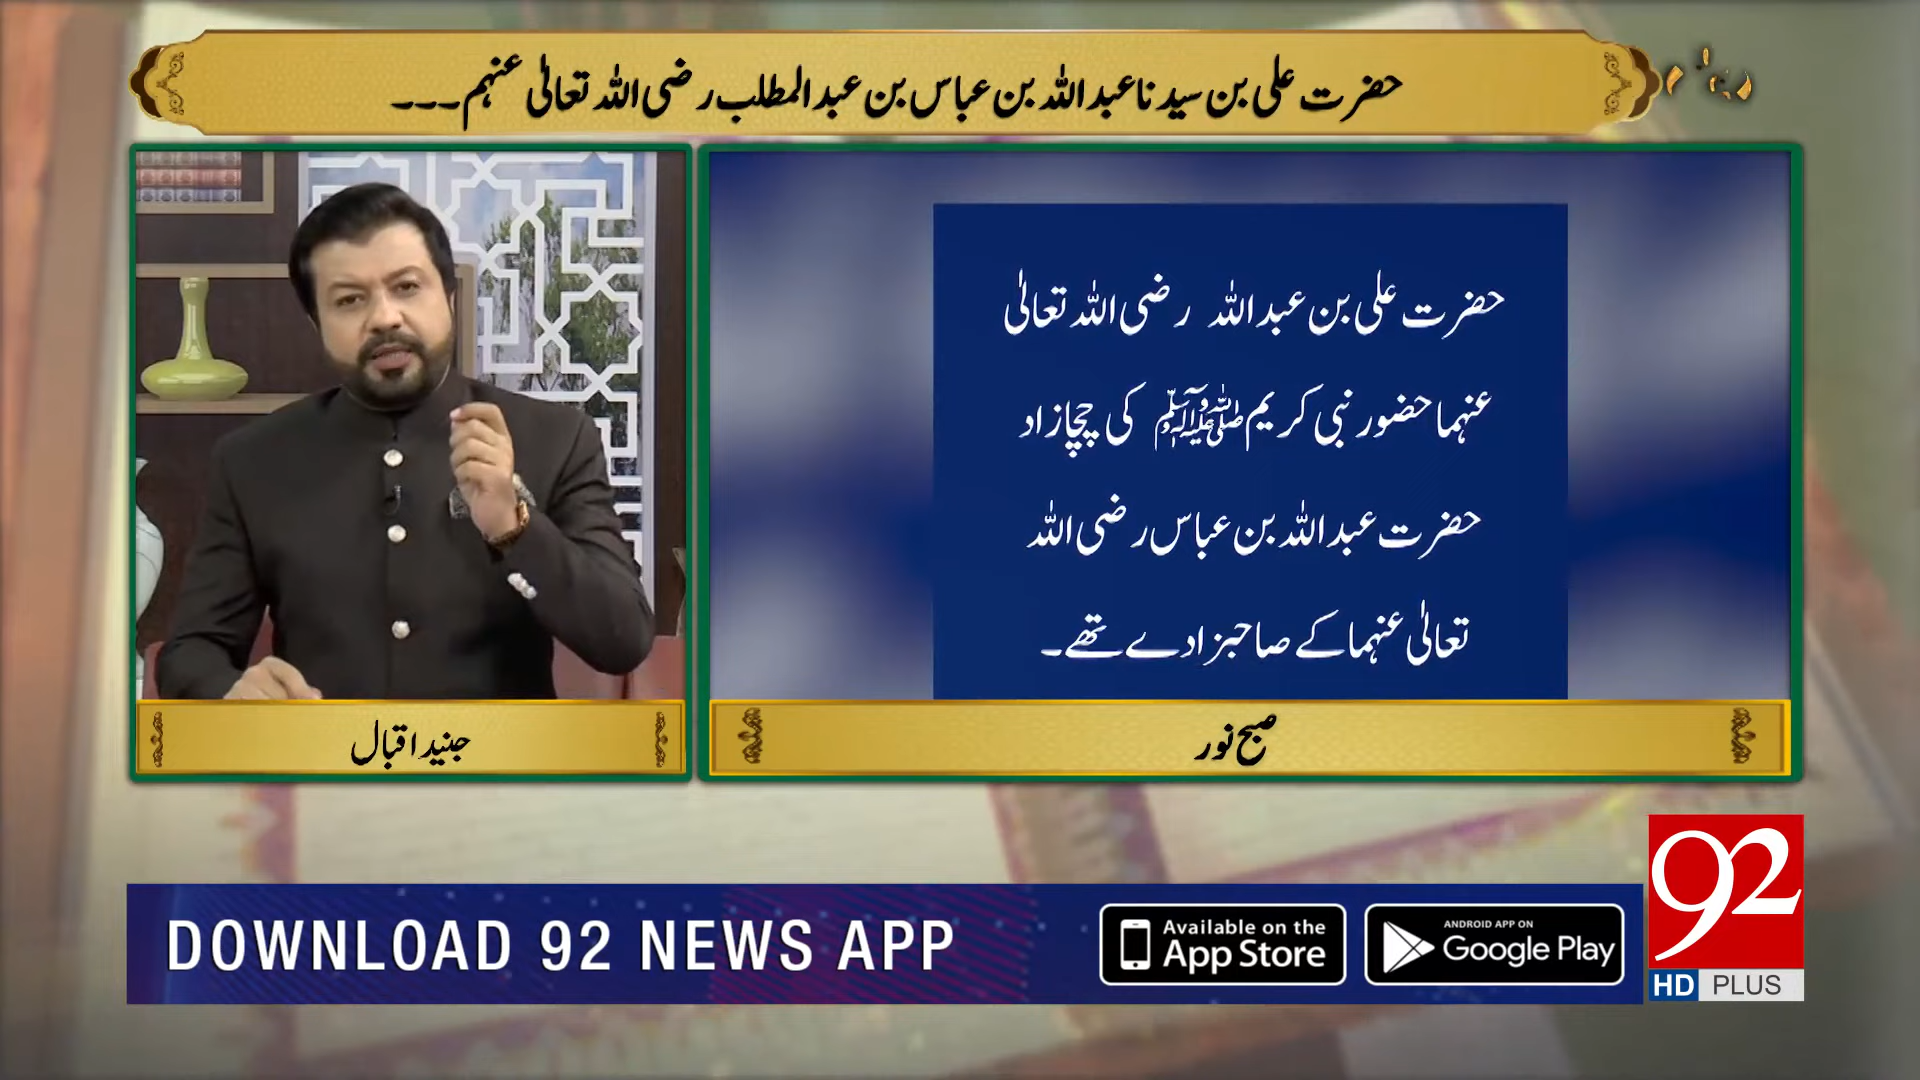 حضرت علی بن سیدنا عبداللہ بن عباس بن عبدالمطلب رضی اللہ تعالٰی عنہم۔۔۔
حضرت علی بن عبداللہ رضی اللہ تعالٰی
عنہما حضور نبی کریم ﷺ کی چچازاد
حضرت عبداللہ بن عباس رضی اللہ
تعالٰی عنہما کے صاحبزادے تھے۔
جنید اقبال
صبح نور
DOWNLOAD 92 NEWS APP
Available on the
App Store
ANDROID APP ON
Google Play
92
HD PLUS